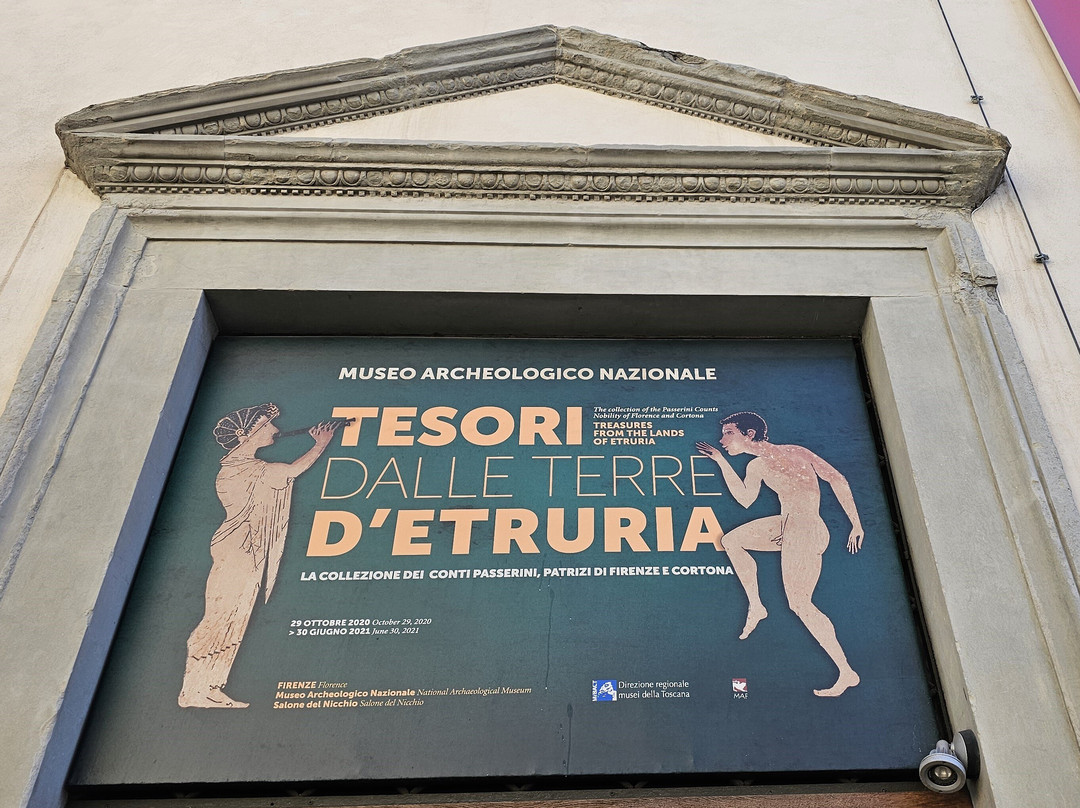 MUSEO ARCHEOLOGICO NAZIONALE
TESORI
The collection of the Passerini Counts
Nobility of Florence and Cortona
TREASURES
FROM THE LANDS
OF ETRURIA
DALLE TERRE
D'ETRURIA
LA COLLEZIONE DEI CONTI PASSERINI, PATRIZI DI FIRENZE E CORTONA
29 OTTOBRE 2020 October 29, 2020
> 30 GIUGNO 2021 June 30, 2021
FIRENZE Florence
Museo Archeologico Nazionale National Archaeological Museum
Salone del Nicchio Salone del Nicchio
MiBACT
Direzione regionale
musei della Toscana
MAF